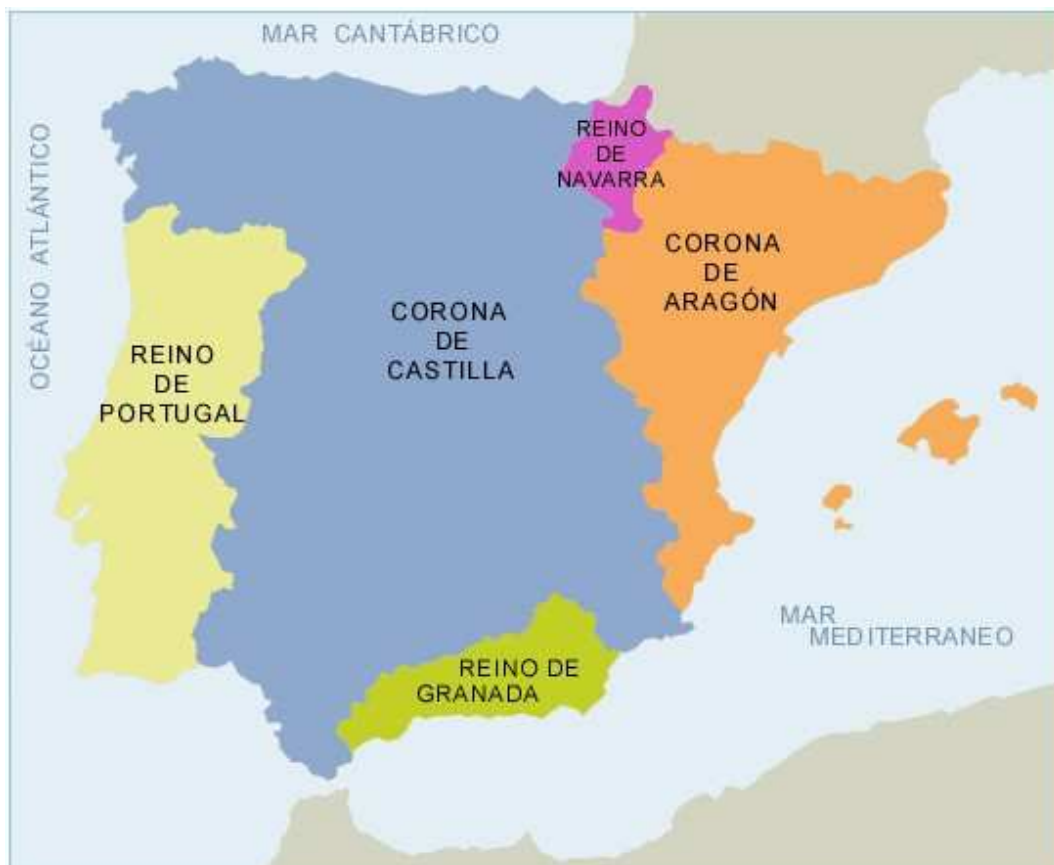 MAR CANTÁBRICO
OCÉANO ATLÁNTICO
REINO
DE
NAVARRA
CORONA
DE
ARAGÓN
CORONA
DE
CASTILLA
REINO
DE
PORTUGAL
MAR
MEDITERRANEO
REINO DE
GRANADA